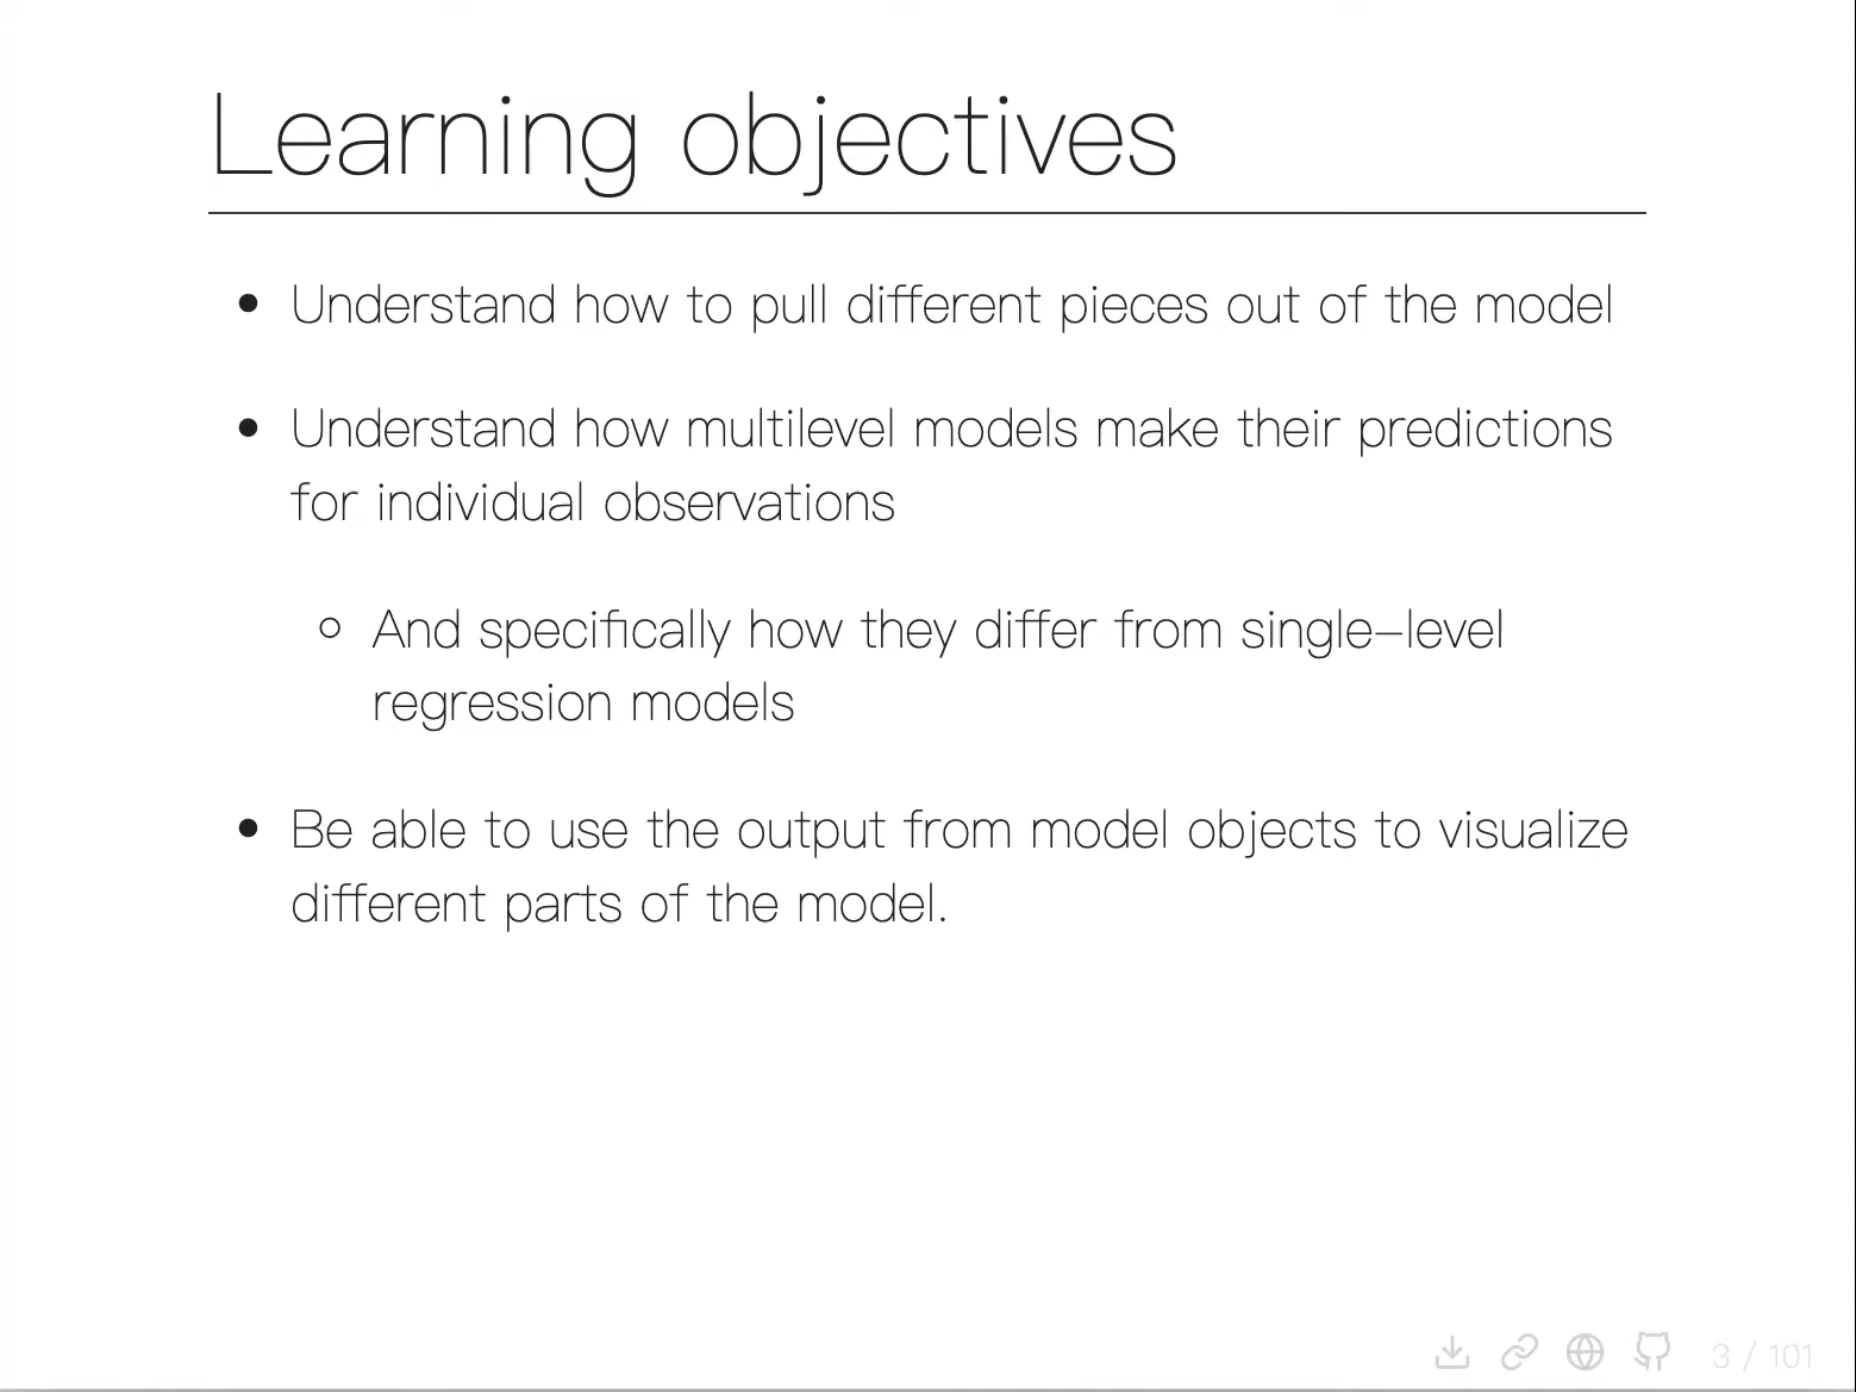 Learning objectives
• Understand how to pull different pieces out of the model
• Understand how multilevel models make their predictions
for individual observations
○ And specifically how they differ from single-level
regression models
• Be able to use the output from model objects to visualize
different parts of the model.
3 / 101